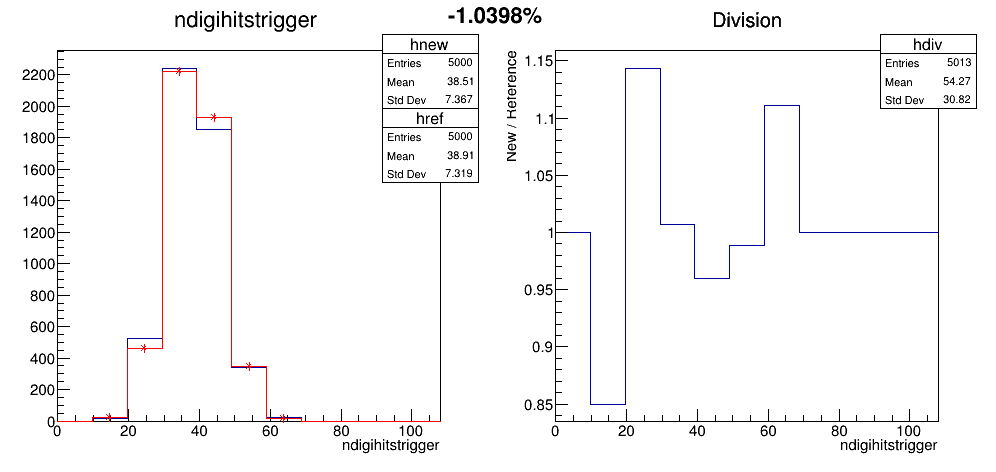 -1.0398%
ndigihitstrigger
hnew
Entries 5000
Mean 38.51
Std Dev 7.367
href
Entries 5000
Mean 38.91
Std Dev 7.319
2200
2000
1800
1600
1400
1200
1000
800
600
400
200
0
0 20 40 60 80 100
ndigihitstrigger
Division
hdiv
Entries 5013
Mean 54.27
Std Dev 30.82
New / Reference
1.15
1.1
1.05
1
0.95
0.9
0.85
0 20 40 60 80 100
ndigihitstrigger